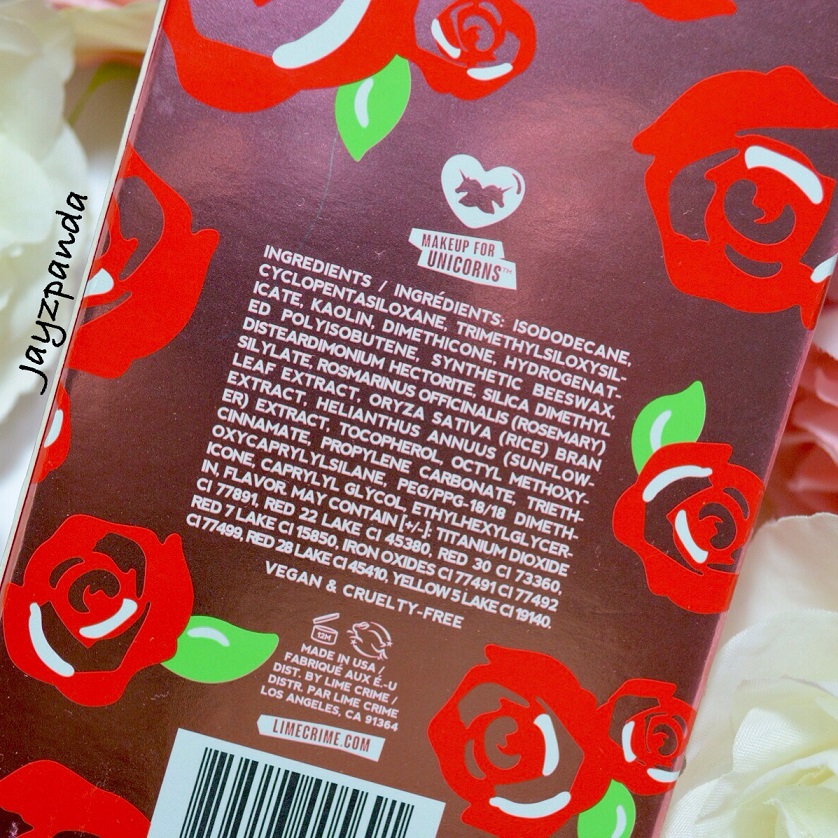 Jayzpanda
MAKEUP FOR
UNICORNS™
INGREDIENTS / INGRÉDIENTS: ISODODECANE,
CYCLOPENTASILOXANE, TRIMETHYLSILOXYSIL-
ICATE, KAOLIN, DIMETHICONE, HYDROGENAT-
ED POLYISOBUTENE, SYNTHETIC BEESWAX,
DISTEARDIMONIUM HECTORITE, SILICA DIMETHYL
SILYLATE, ROSMARINUS OFFICINALIS (ROSEMARY)
LEAF EXTRACT, ORYZA SATIVA (RICE) BRAN
EXTRACT, HELIANTHUS ANNUUS (SUNFLOW-
ER) EXTRACT, TOCOPHEROL, OCTYL METHOXY-
CINNAMATE, PROPYLENE CARBONATE, TRIETH-
OXYCAPRYLYLSILANE, PEG/PPG-18/18 DIMETH-
ICONE, CAPRYLYL GLYCOL, ETHYLHEXYLGLYCER-
IN, FLAVOR, MAY CONTAIN [+/-]: TITANIUM DIOXIDE
CI 77891, RED 22 LAKE CI 45380, RED 30 CI 73360,
RED 7 LAKE CI 15850, IRON OXIDES CI 77491 CI 77492
CI 77499, RED 28 LAKE CI 45410, YELLOW 5 LAKE CI 19140.
VEGAN & CRUELTY-FREE
12M
MADE IN USA /
FABRIQUÉ AUX É.-U
DIST. BY LIME CRIME /
DISTR. PAR LIME CRIME
LOS ANGELES, CA 91364
LIMECRIME.COM